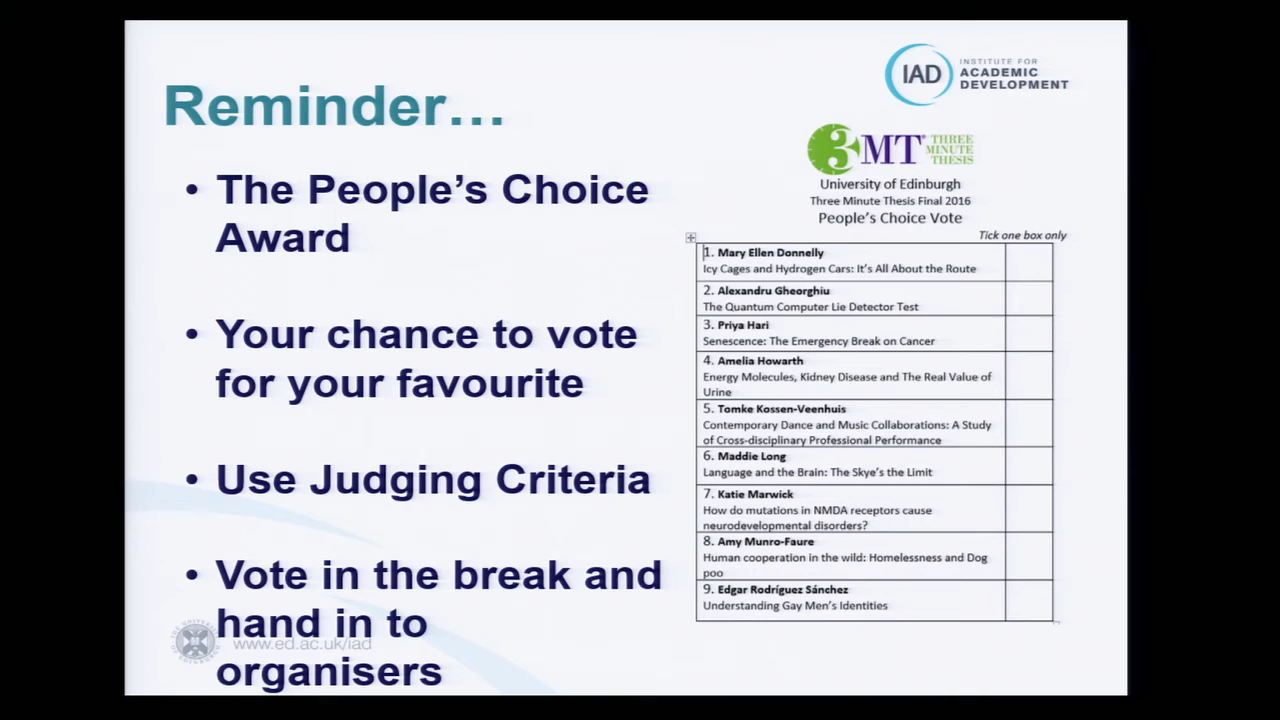 Reminder…
• The People’s Choice
Award
• Your chance to vote
for your favourite
• Use Judging Criteria
• Vote in the break and
hand in to
organisers
www.ed.ac.uk/iad
IAD
INSTITUTE FOR
ACADEMIC
DEVELOPMENT
3MT® THREE
MINUTE
THESIS
University of Edinburgh
Three Minute Thesis Final 2016
People’s Choice Vote
Tick one box only
1. Mary Ellen Donnelly
Icy Cages and Hydrogen Cars: It’s All About the Route
2. Alexandru Gheorghiu
The Quantum Computer Lie Detector Test
3. Priya Hari
Senescence: The Emergency Break on Cancer
4. Amelia Howarth
Energy Molecules, Kidney Disease and The Real Value of
Urine
5. Tomke Kossen-Veenhuis
Contemporary Dance and Music Collaborations: A Study
of Cross-disciplinary Professional Performance
6. Maddie Long
Language and the Brain: The Skye’s the Limit
7. Katie Marwick
How do mutations in NMDA receptors cause
neurodevelopmental disorders?
8. Amy Munro-Faure
Human cooperation in the wild: Homelessness and Dog
poo
9. Edgar Rodríguez Sánchez
Understanding Gay Men’s Identities